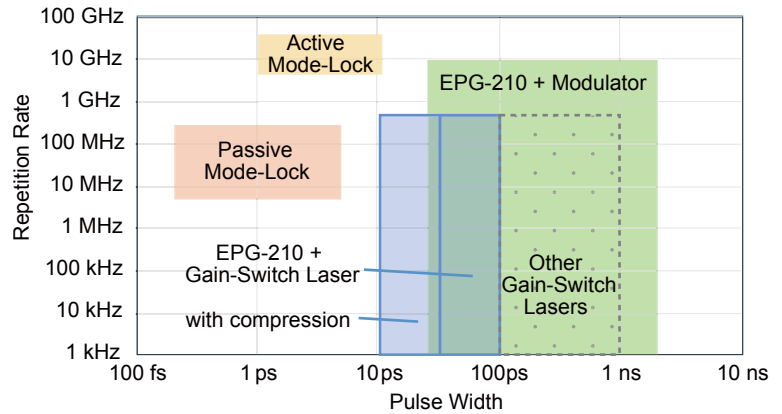 100 GHz
10 GHz
1 GHz
100 MHz
10 MHz
1 MHz
100 kHz
10 kHz
1 kHz
Repetition Rate
Active
Mode-Lock
EPG-210 + Modulator
Passive
Mode-Lock
EPG-210 +
Gain-Switch Laser
with compression
Other
Gain-Switch
Lasers
100 fs
1 ps
10ps
100ps
1 ns
10 ns
Pulse Width